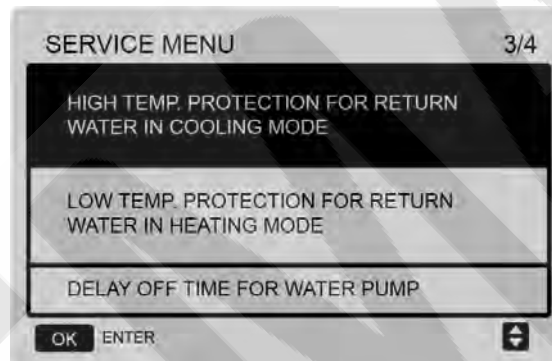 SERVICE MENU 3/4
HIGH TEMP. PROTECTION FOR RETURN
WATER IN COOLING MODE
LOW TEMP. PROTECTION FOR RETURN
WATER IN HEATING MODE
DELAY OFF TIME FOR WATER PUMP
OK ENTER